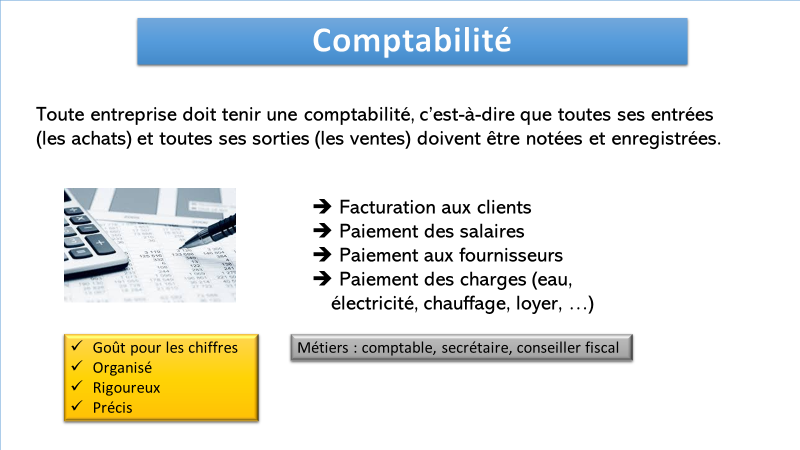 Comptabilité
Toute entreprise doit tenir une comptabilité, c’est-à-dire que toutes ses entrées
(les achats) et toutes ses sorties (les ventes) doivent être notées et enregistrées.
➔ Facturation aux clients
➔ Paiement des salaires
➔ Paiement aux fournisseurs
➔ Paiement des charges (eau,
électricité, chauffage, loyer, …)
✓ Goût pour les chiffres
✓ Organisé
✓ Rigoureux
✓ Précis
Métiers : comptable, secrétaire, conseiller fiscal